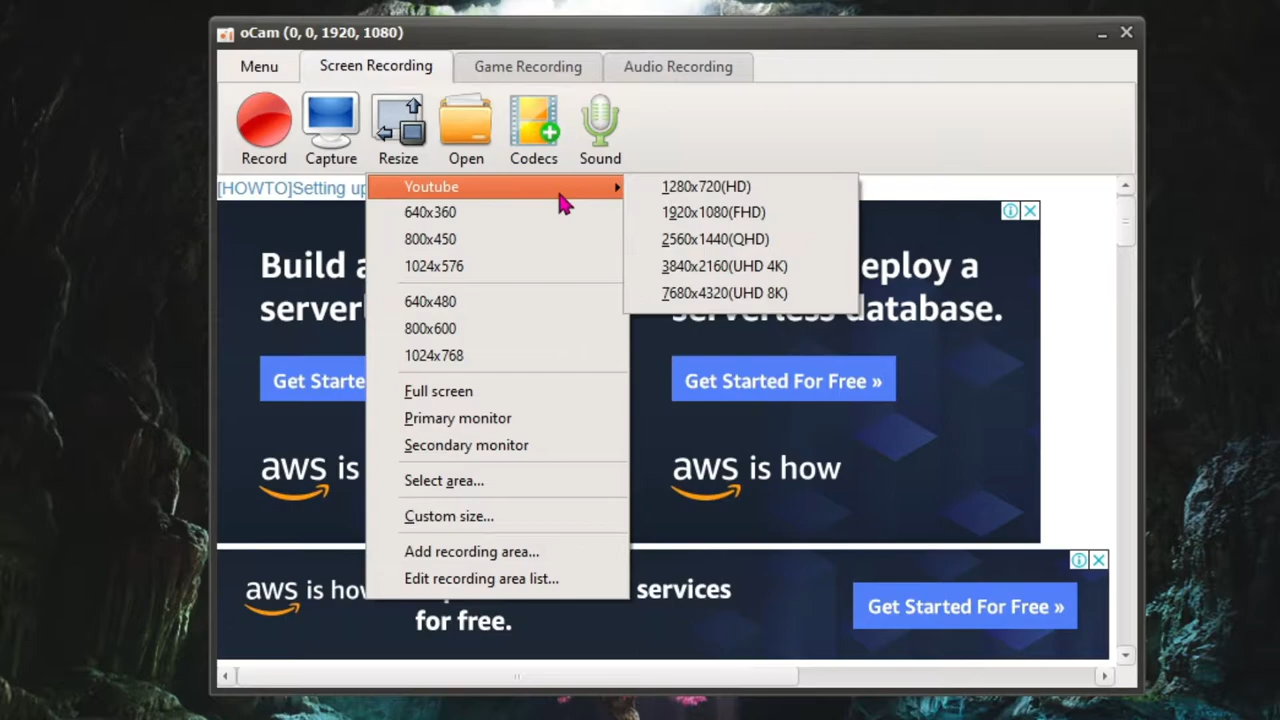 oCam (0, 0, 1920, 1080)
Menu
Screen Recording
Game Recording
Audio Recording
Record
Capture
Resize
Open
Codecs
Sound
[HOWTO]Setting up
Youtube
640x360
800x450
1024x576
640x480
800x600
1024x768
Full screen
Primary monitor
Secondary monitor
Select area...
Custom size...
Add recording area...
Edit recording area list...
1280x720(HD)
1920x1080(FHD)
2560x1440(QHD)
3840x2160(UHD 4K)
7680x4320(UHD 8K)
Build
Get Started
aws is
deploy a
serverless database.
Get Started For Free »
aws is how
aws is how
services
for free.
Get Started For Free »